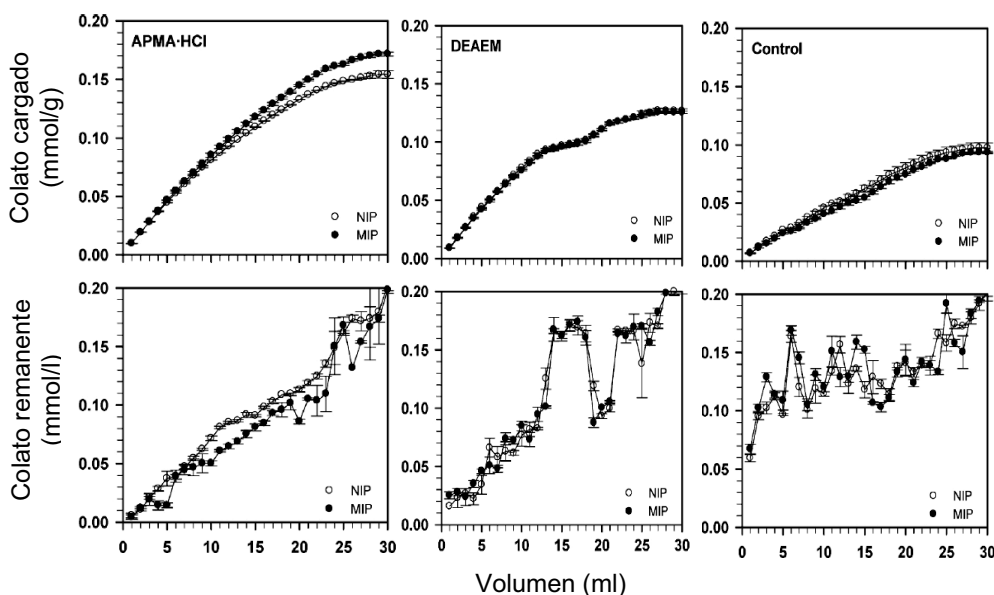 Colato cargado
(mmol/g)
0.20
0.15
0.10
0.05
0.00
APMA·HCl
NIP
MIP
0.20
0.15
0.10
0.05
0.00
DEAEM
NIP
MIP
0.20
0.15
0.10
0.05
0.00
Control
NIP
MIP
Colato remanente
(mmol/l)
0.20
0.15
0.10
0.05
0.00
NIP
MIP
0 5 10 15 20 25 30
0.20
0.15
0.10
0.05
0.00
NIP
MIP
0 5 10 15 20 25 30
0.20
0.15
0.10
0.05
0.00
NIP
MIP
0 5 10 15 20 25 30
Volumen (ml)